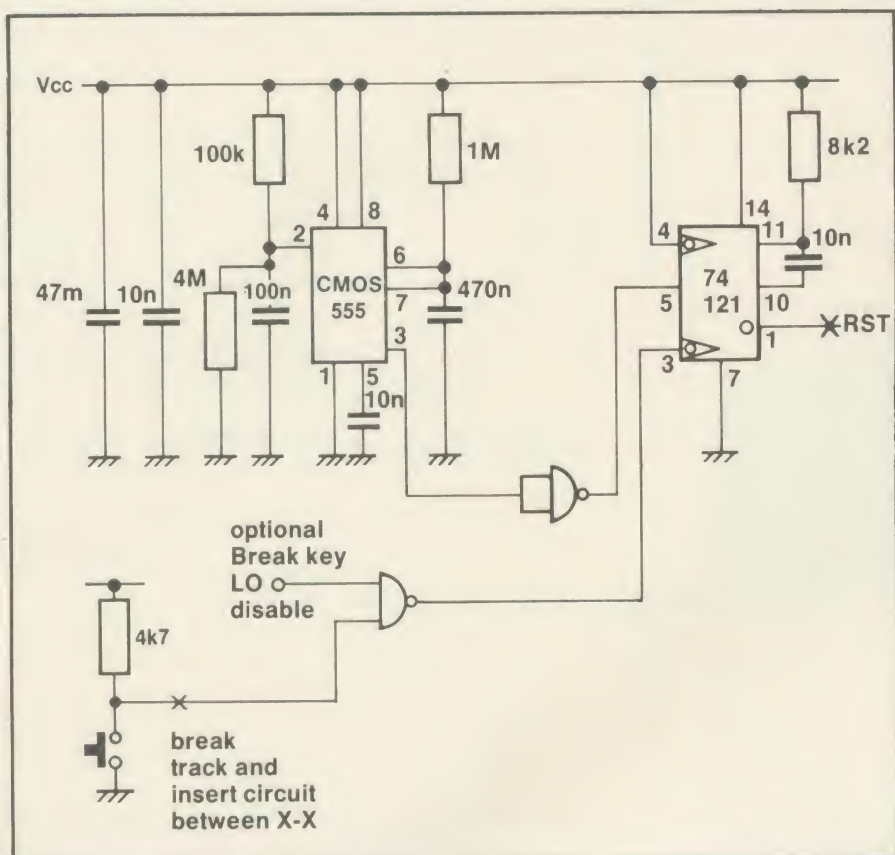 Vcc
100k
1M
8k2
4
8
14
2
4
11
6
10n
47m
10n
4M
100n
CMOS
555
7
470n
5
74
121
10
3
1
RST
1
5
10n
3
7
optional
Break key
LO
disable
4k7
break
track and
insert circuit
between X-X